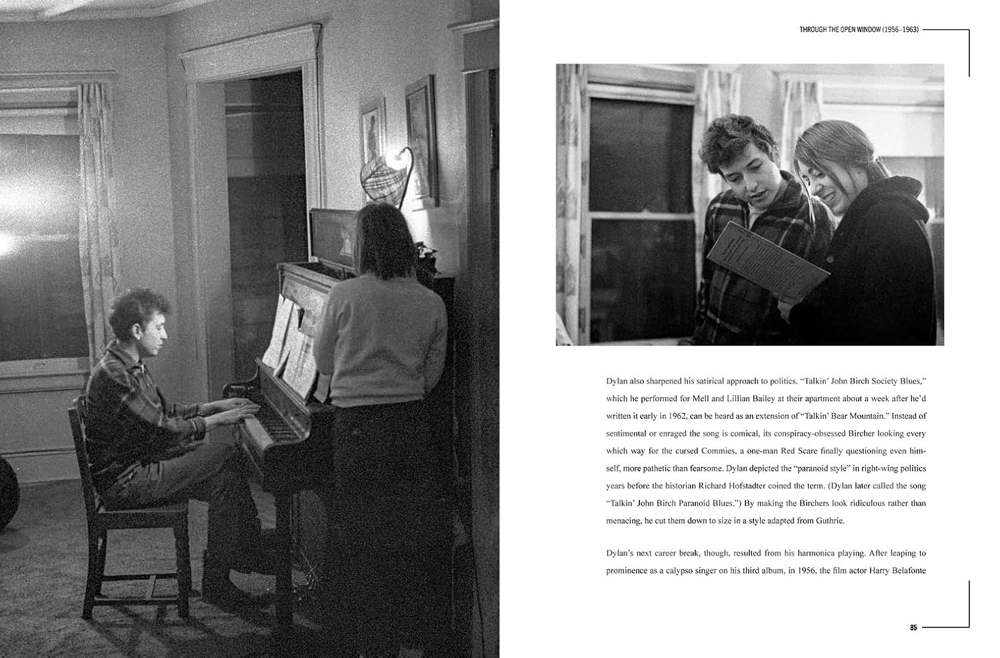 THROUGH THE OPEN WINDOW (1956–1963)
Dylan also sharpened his satirical approach to politics. “Talkin’ John Birch Society Blues,”
which he performed for Mell and Lillian Bailey at their apartment about a week after he’d
written it early in 1962, can be heard as an extension of “Talkin’ Bear Mountain.” Instead of
sentimental or enraged the song is comical, its conspiracy-obsessed Bircher looking every
which way for the cursed Commies, a one-man Red Scare finally questioning even him-
self, more pathetic than fearsome. Dylan depicted the “paranoid style” in right-wing politics
years before the historian Richard Hofstadter coined the term. (Dylan later called the song
“Talkin’ John Birch Paranoid Blues.”) By making the Birchers look ridiculous rather than
menacing, he cut them down to size in a style adapted from Guthrie.
Dylan’s next career break, though, resulted from his harmonica playing. After leaping to
prominence as a calypso singer on his third album, in 1956, the film actor Harry Belafonte
85